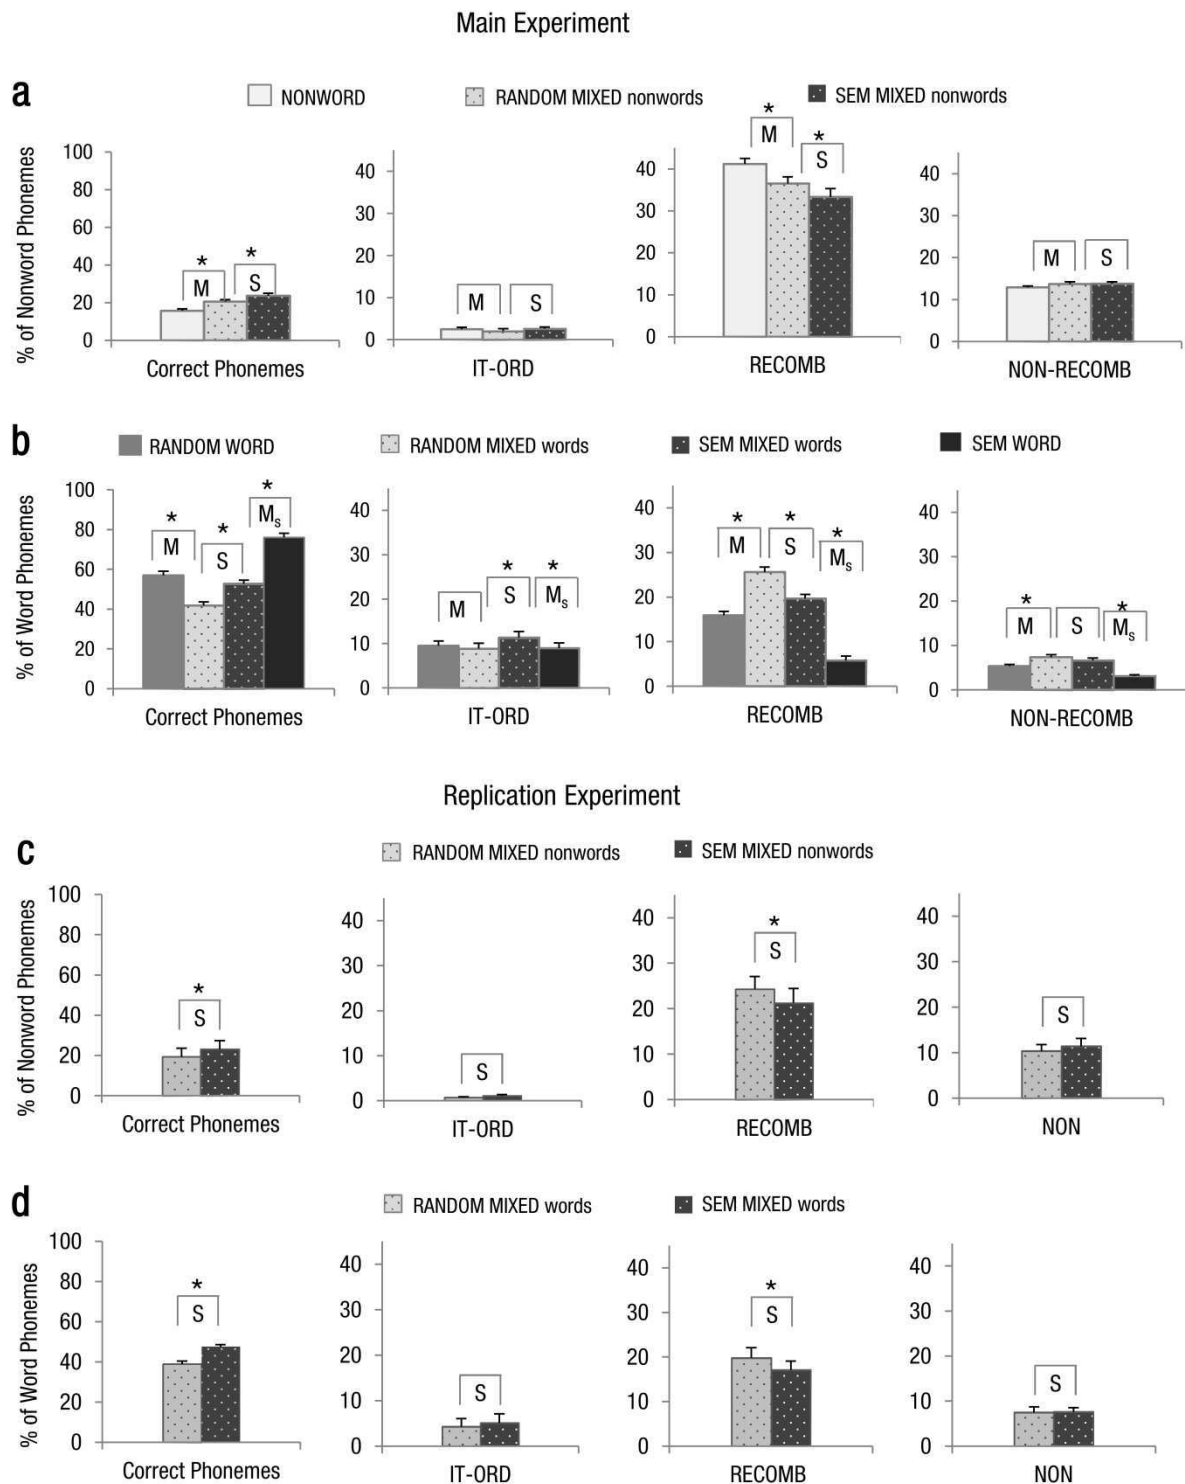 Main Experiment
a
NONWORD RANDOM MIXED nonwords SEM MIXED nonwords
% of Nonword Phonemes
100
80
60
40
20
0
* *
M S
Correct Phonemes
40
30
20
10
0
M S
IT-ORD
40
30
20
10
0
* *
M S
RECOMB
40
30
20
10
0
M S
NON-RECOMB
b
RANDOM WORD RANDOM MIXED words SEM MIXED words SEM WORD
% of Word Phonemes
100
80
60
40
20
0
* * *
M S Ms
Correct Phonemes
40
30
20
10
0
* *
M S Ms
IT-ORD
40
30
20
10
0
* * *
M S Ms
RECOMB
40
30
20
10
0
* *
M S Ms
NON-RECOMB
Replication Experiment
c
RANDOM MIXED nonwords SEM MIXED nonwords
% of Nonword Phonemes
100
80
60
40
20
0
*
S
Correct Phonemes
40
30
20
10
0
S
IT-ORD
40
30
20
10
0
*
S
RECOMB
40
30
20
10
0
S
NON
d
RANDOM MIXED words SEM MIXED words
% of Word Phonemes
100
80
60
40
20
0
*
S
Correct Phonemes
40
30
20
10
0
S
IT-ORD
40
30
20
10
0
*
S
RECOMB
40
30
20
10
0
S
NON